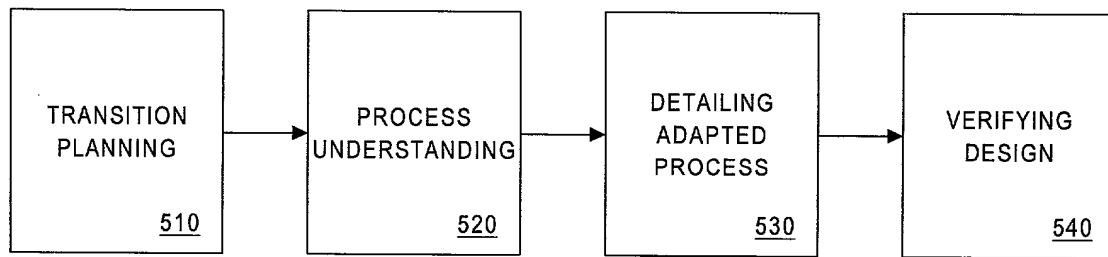 TRANSITION
PLANNING
510
PROCESS
UNDERSTANDING
520
DETAILING
ADAPTED
PROCESS
530
VERIFYING
DESIGN
540